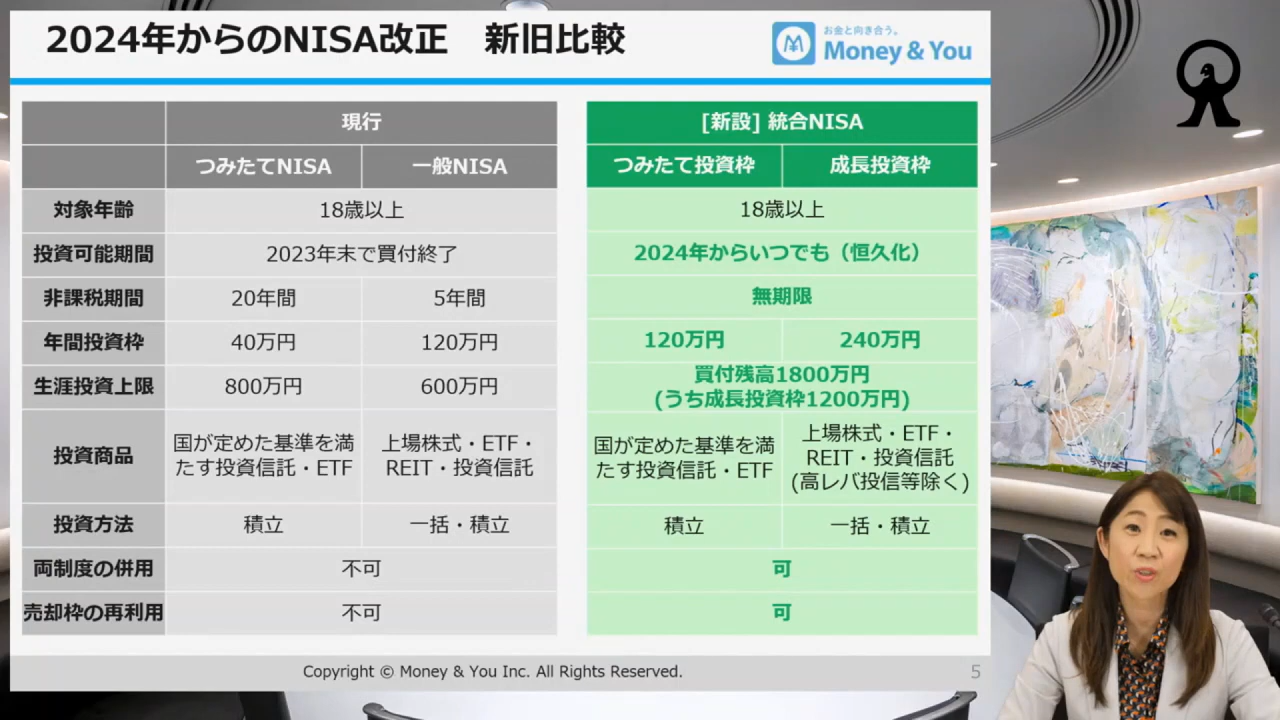 2024年からのNISA改正 新旧比較
お金と向き合う。
Money & You
現行
[新設] 統合NISA
つみたてNISA 一般NISA
つみたて投資枠 成長投資枠
対象年齢 18歳以上 18歳以上
投資可能期間 2023年末で買付終了 2024年からいつでも（恒久化）
非課税期間 20年間 5年間 無期限
年間投資枠 40万円 120万円 120万円 240万円
生涯投資上限 800万円 600万円 買付残高1800万円
(うち成長投資枠1200万円)
投資商品
国が定めた基準を満
たす投資信託・ETF
上場株式・ETF・
REIT・投資信託
国が定めた基準を満
たす投資信託・ETF
上場株式・ETF・
REIT・投資信託
(高レバ投信等除く)
投資方法 積立 一括・積立 積立 一括・積立
両制度の併用 不可 可
売却枠の再利用 不可 可
Copyright © Money & You Inc. All Rights Reserved.
5